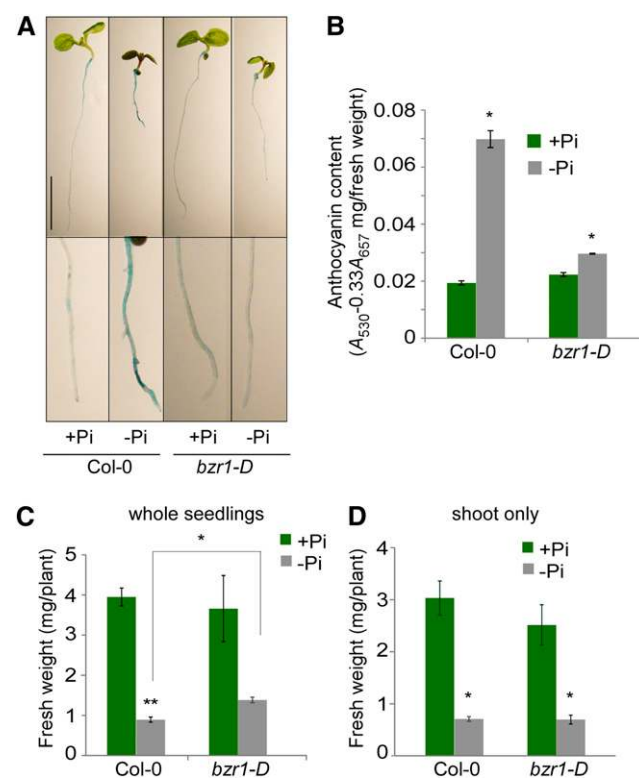 A
+Pi -Pi +Pi -Pi
Col-0 bzr1-D
B
Anthocyanin content
(A530-0.33A657 mg/fresh weight)
0.08
0.06
0.04
0.02
0
+Pi
-Pi
*
*
Col-0 bzr1-D
C whole seedlings
Fresh weight (mg/plant)
5
4
3
2
1
0
+Pi
-Pi
*
**
Col-0 bzr1-D
D shoot only
Fresh weight (mg/plant)
4
3
2
1
0
+Pi
-Pi
*
*
Col-0 bzr1-D